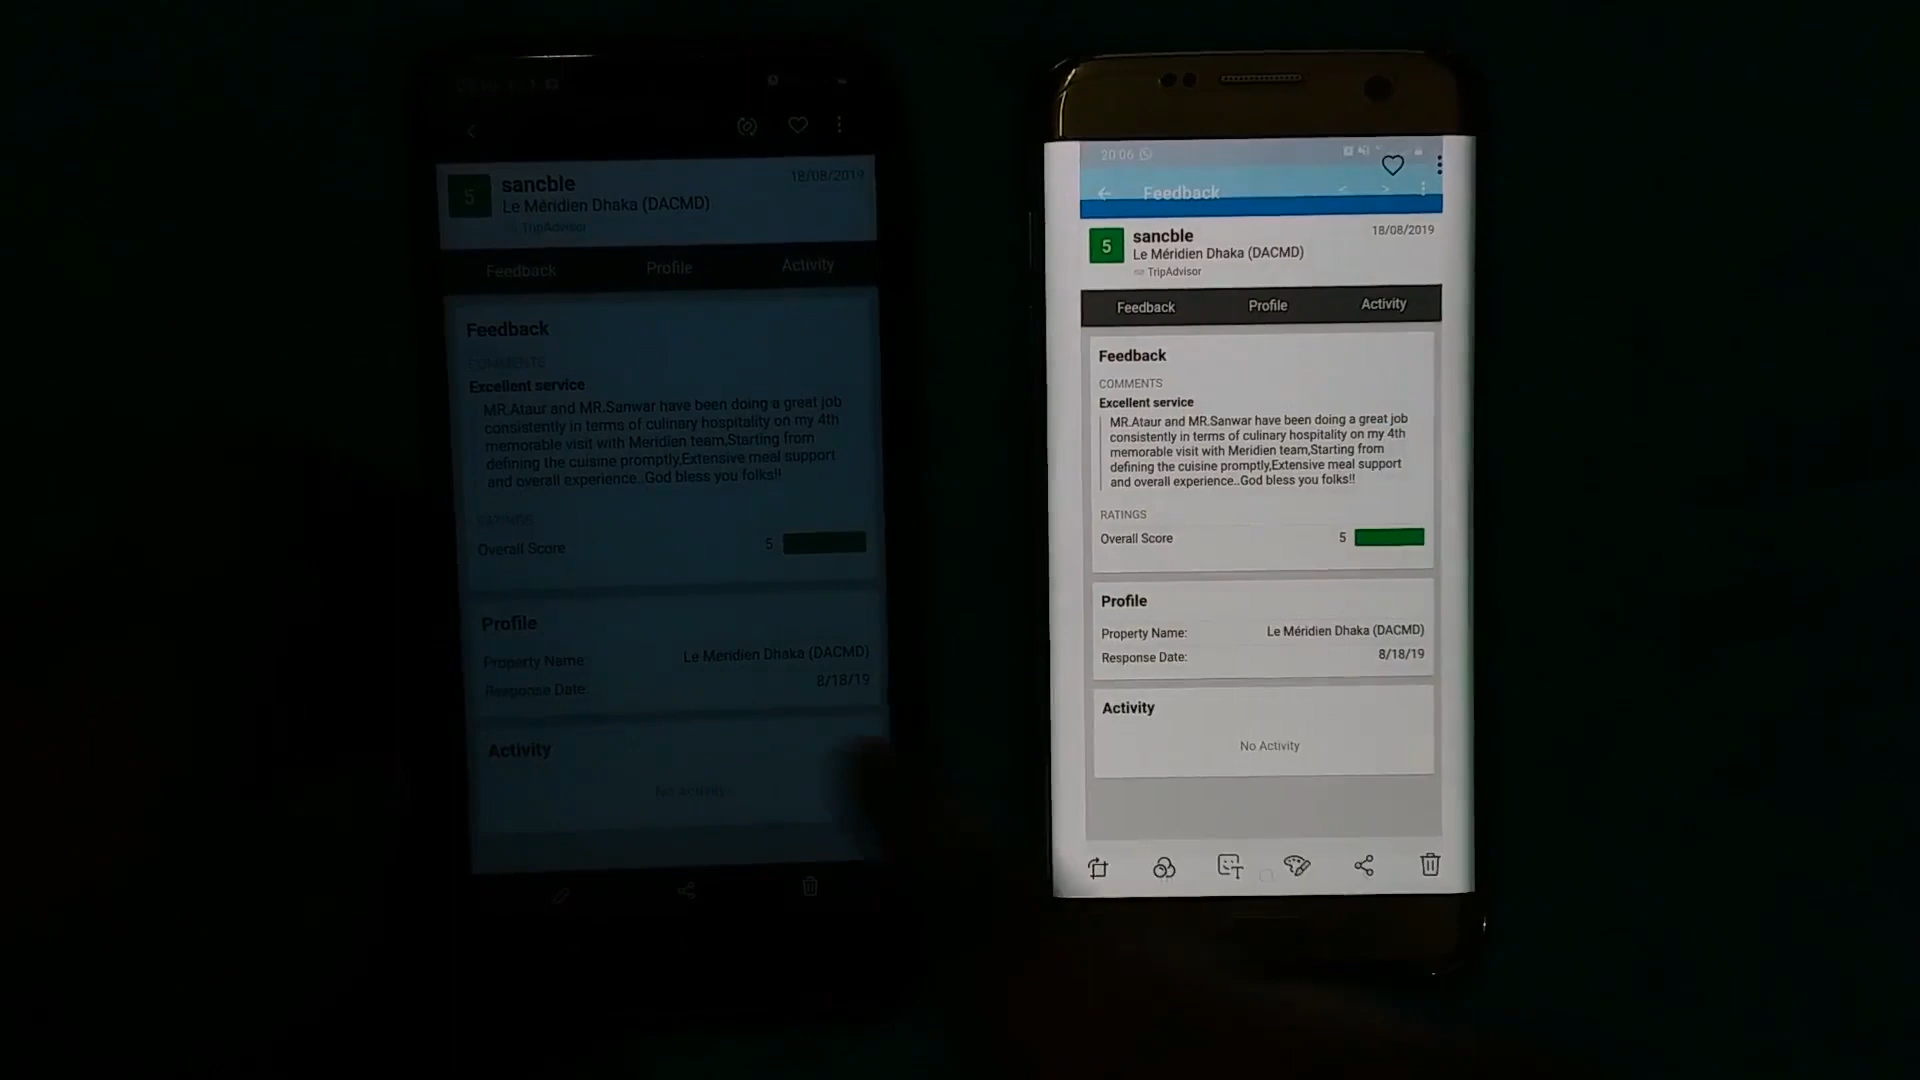 sancble
18/08/2019
5
Le Méridien Dhaka (DACMD)
TripAdvisor
Feedback
Profile
Activity
Feedback
COMMENTS
Excellent service
MR.Ataur and MR.Sanwar have been doing a great job
consistently in terms of culinary hospitality on my 4th
memorable visit with Meridien team,Starting from
defining the cuisine promptly,Extensive meal support
and overall experience..God bless you folks!!
RATINGS
Overall Score
5
Profile
Property Name:
Le Meridien Dhaka (DACMD)
Response Date:
8/18/19
Activity
No Activity
20:06
Feedback
5
sancble
18/08/2019
Le Méridien Dhaka (DACMD)
TripAdvisor
Feedback
Profile
Activity
Feedback
COMMENTS
Excellent service
MR.Ataur and MR.Sanwar have been doing a great job
consistently in terms of culinary hospitality on my 4th
memorable visit with Meridien team,Starting from
defining the cuisine promptly,Extensive meal support
and overall experience..God bless you folks!!
RATINGS
Overall Score
5
Profile
Property Name:
Le Méridien Dhaka (DACMD)
Response Date:
8/18/19
Activity
No Activity